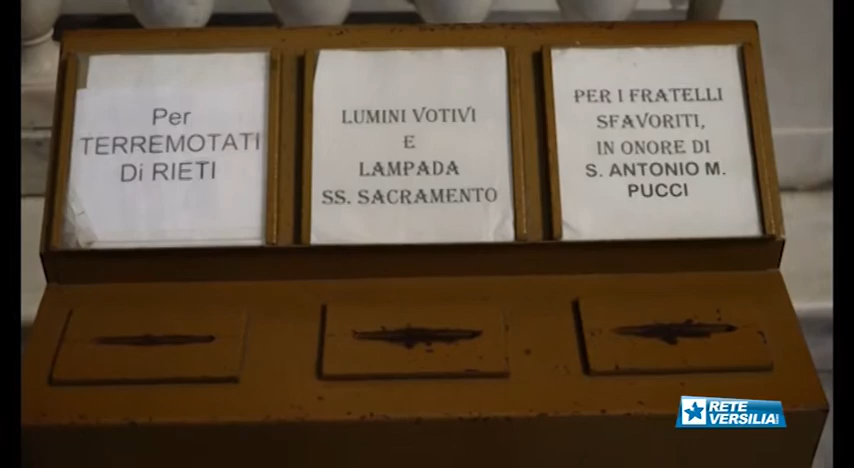 Per
TERREMOTATI
Di RIETI
LUMINI VOTIVI
E
LAMPADA
SS. SACRAMENTO
PER I FRATELLI
SFAVORITI,
IN ONORE DI
S. ANTONIO M.
PUCCI
RETE
VERSILIA